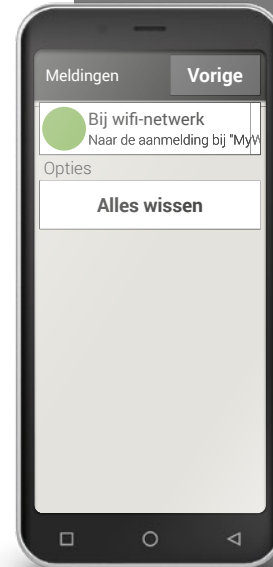 Meldingen
Vorige
Bij wifi-netwerk
Naar de aanmelding bij "MyW
Opties
Alles wissen